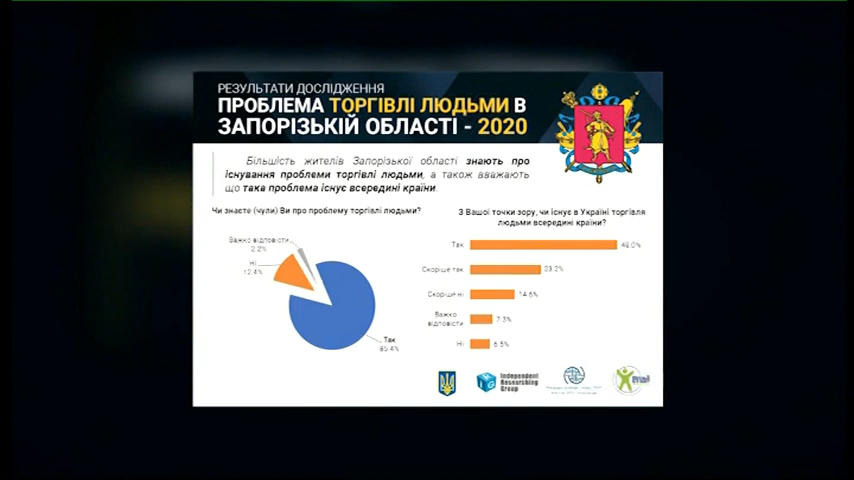 РЕЗУЛЬТАТИ ДОСЛІДЖЕННЯ
ПРОБЛЕМА ТОРГІВЛІ ЛЮДЬМИ В
ЗАПОРІЗЬКІЙ ОБЛАСТІ - 2020
Більшість жителів Запорізької області знають про
існування проблеми торгівлі людьми, а також вважають
що така проблема існує всередині країни.
Чи знаєте (чули) Ви про проблему торгівлі людьми?
Важко відповісти
2.2%
Ні
12.4%
Так
85.4%
З Вашої точки зору, чи існує в Україні торгівля
людьми всередині країни?
Так 48.0%
Скоріше так 23.2%
Скоріше ні 14.6%
Важко
відповісти 7.3%
Ні 6.5%
Independent
Researching
Group